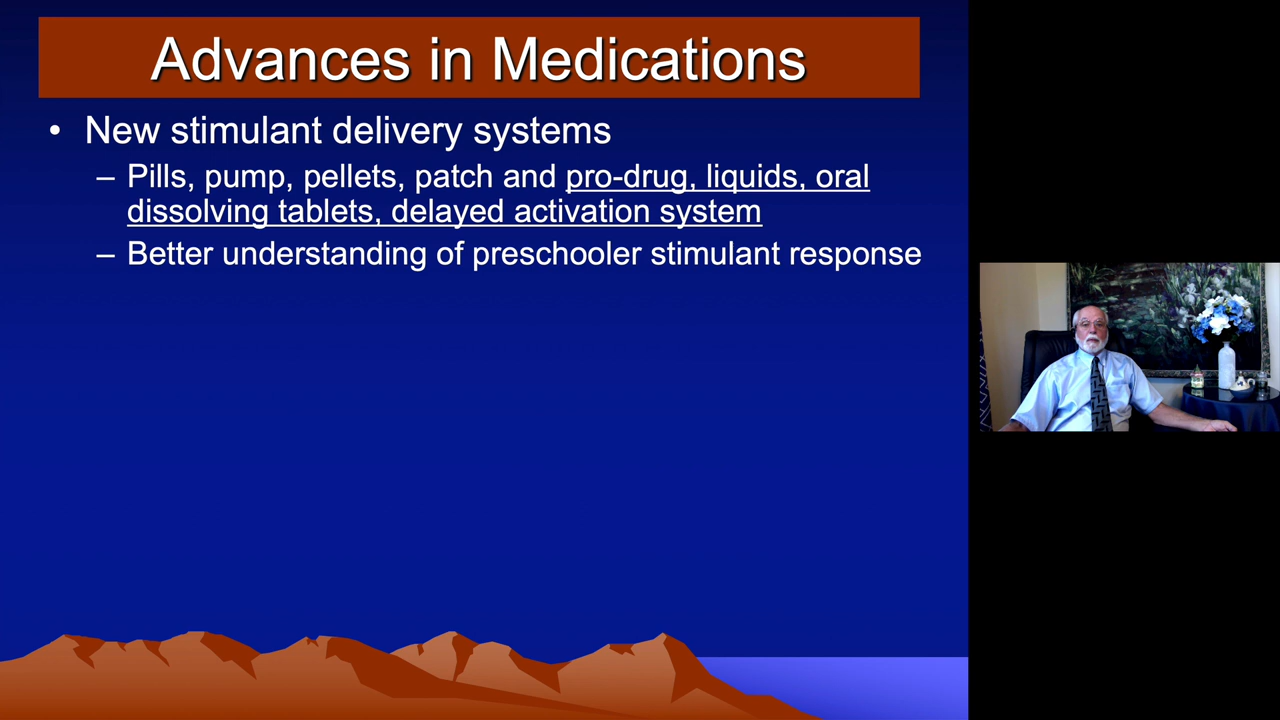 Advances in Medications
• New stimulant delivery systems
– Pills, pump, pellets, patch and pro-drug, liquids, oral
dissolving tablets, delayed activation system
– Better understanding of preschooler stimulant response